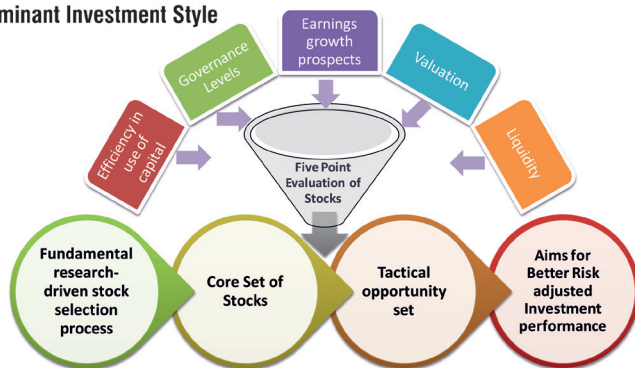 minant Investment Style
Earnings
growth
prospects
Governance
Levels
Valuation
Efficiency in
use of
capital
Liquidity
Five Point
Evaluation of
Stocks
Fundamental
research-
driven stock
selection
process
Core Set of
Stocks
Tactical
opportunity
set
Aims for
Better Risk
adjusted
Investment
performance